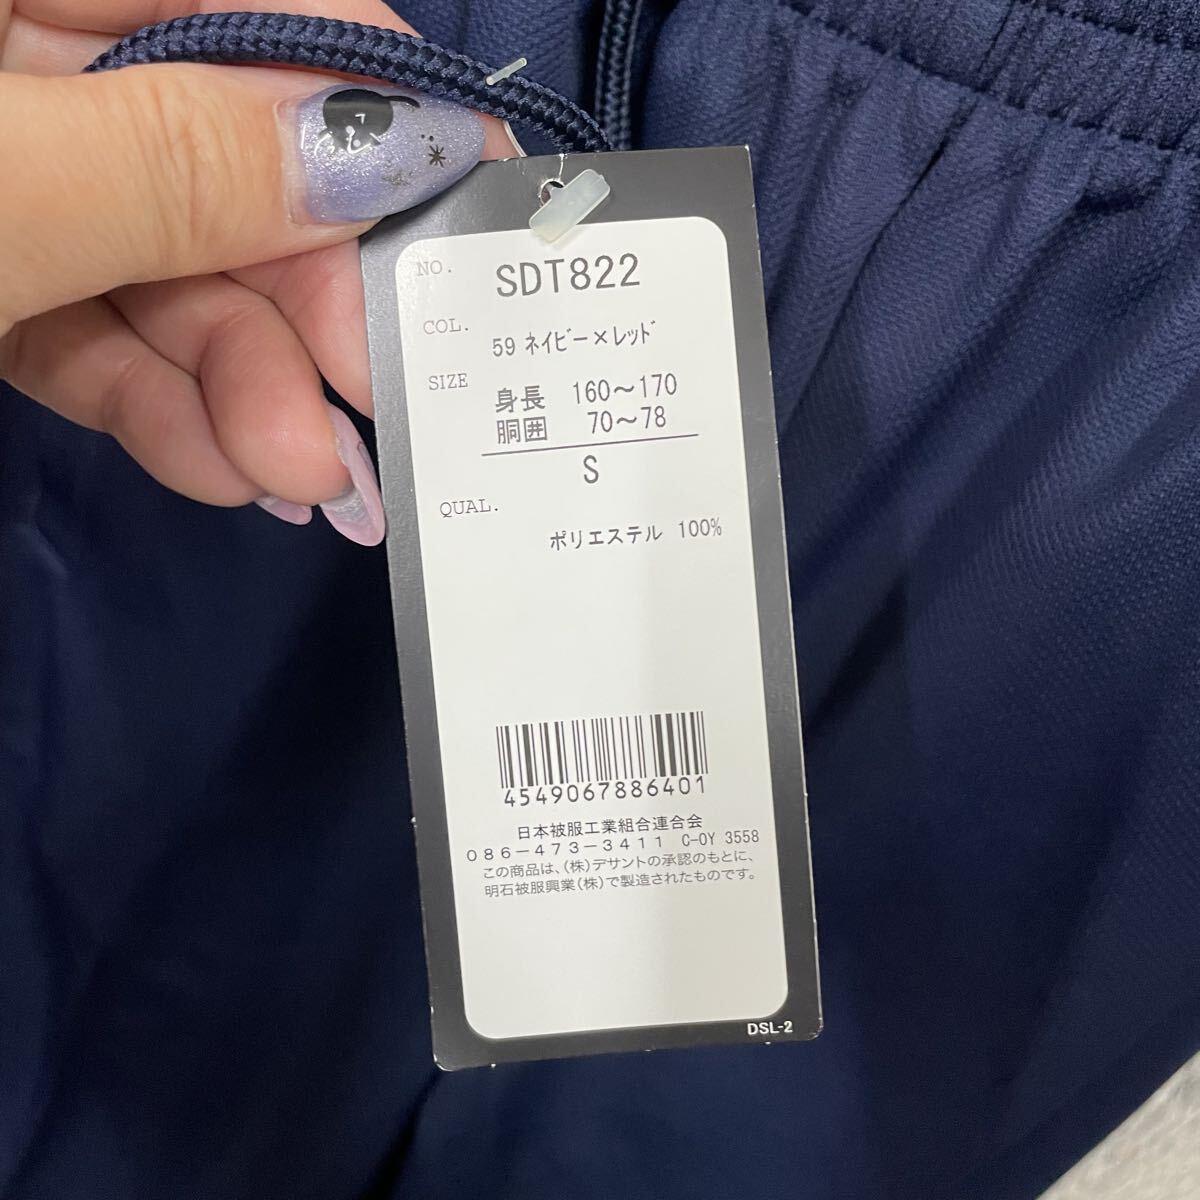 NO. SDT822
COL. 59 ネイビー×レッド
SIZE 身長 160～170
胴囲 70～78
S
QUAL. ポリエステル 100%
4549067886401
日本被服工業組合連合会
086－473－3411 C-OY 3558
この商品は、(株)デサントの承認のもとに、
明石被服興業(株)で製造されたものです。
DSL-2